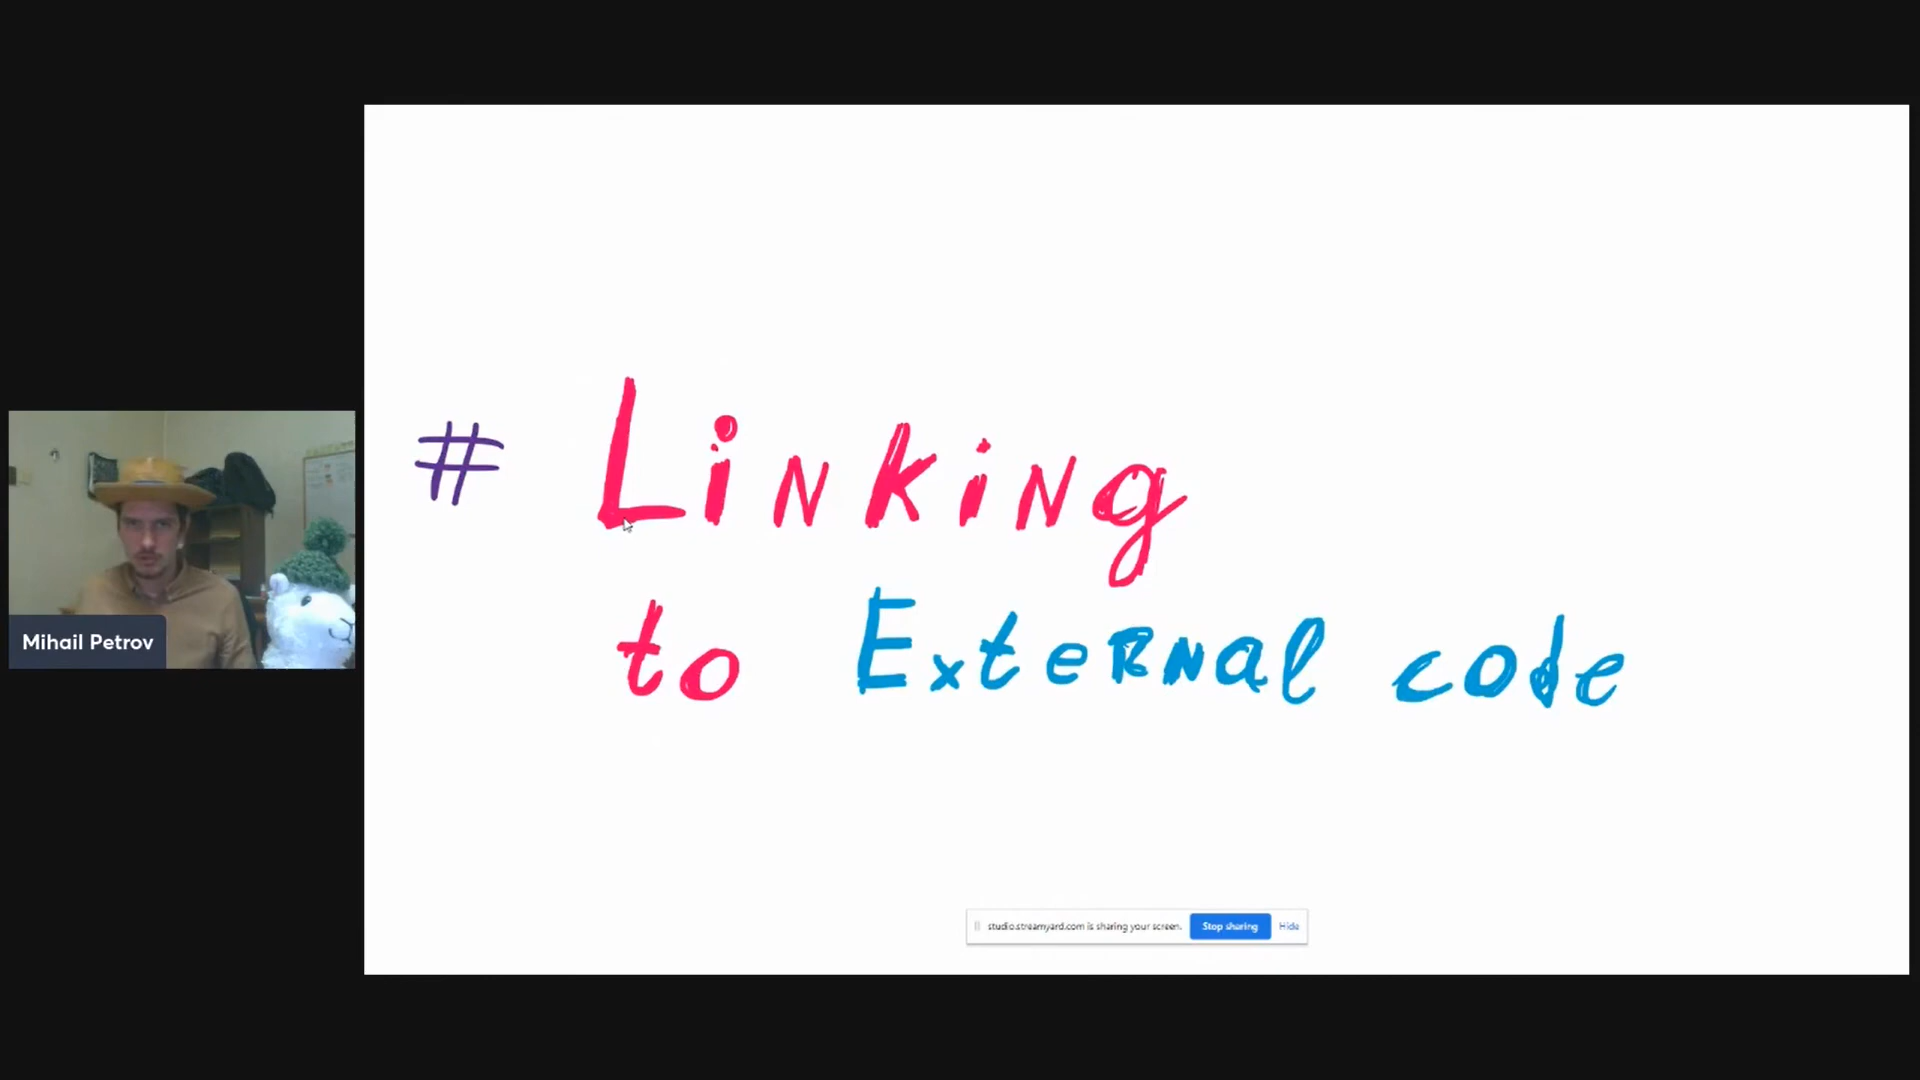 # Linking
to External code
Mihail Petrov
studio.streamyard.com is sharing your screen. Stop sharing Hide